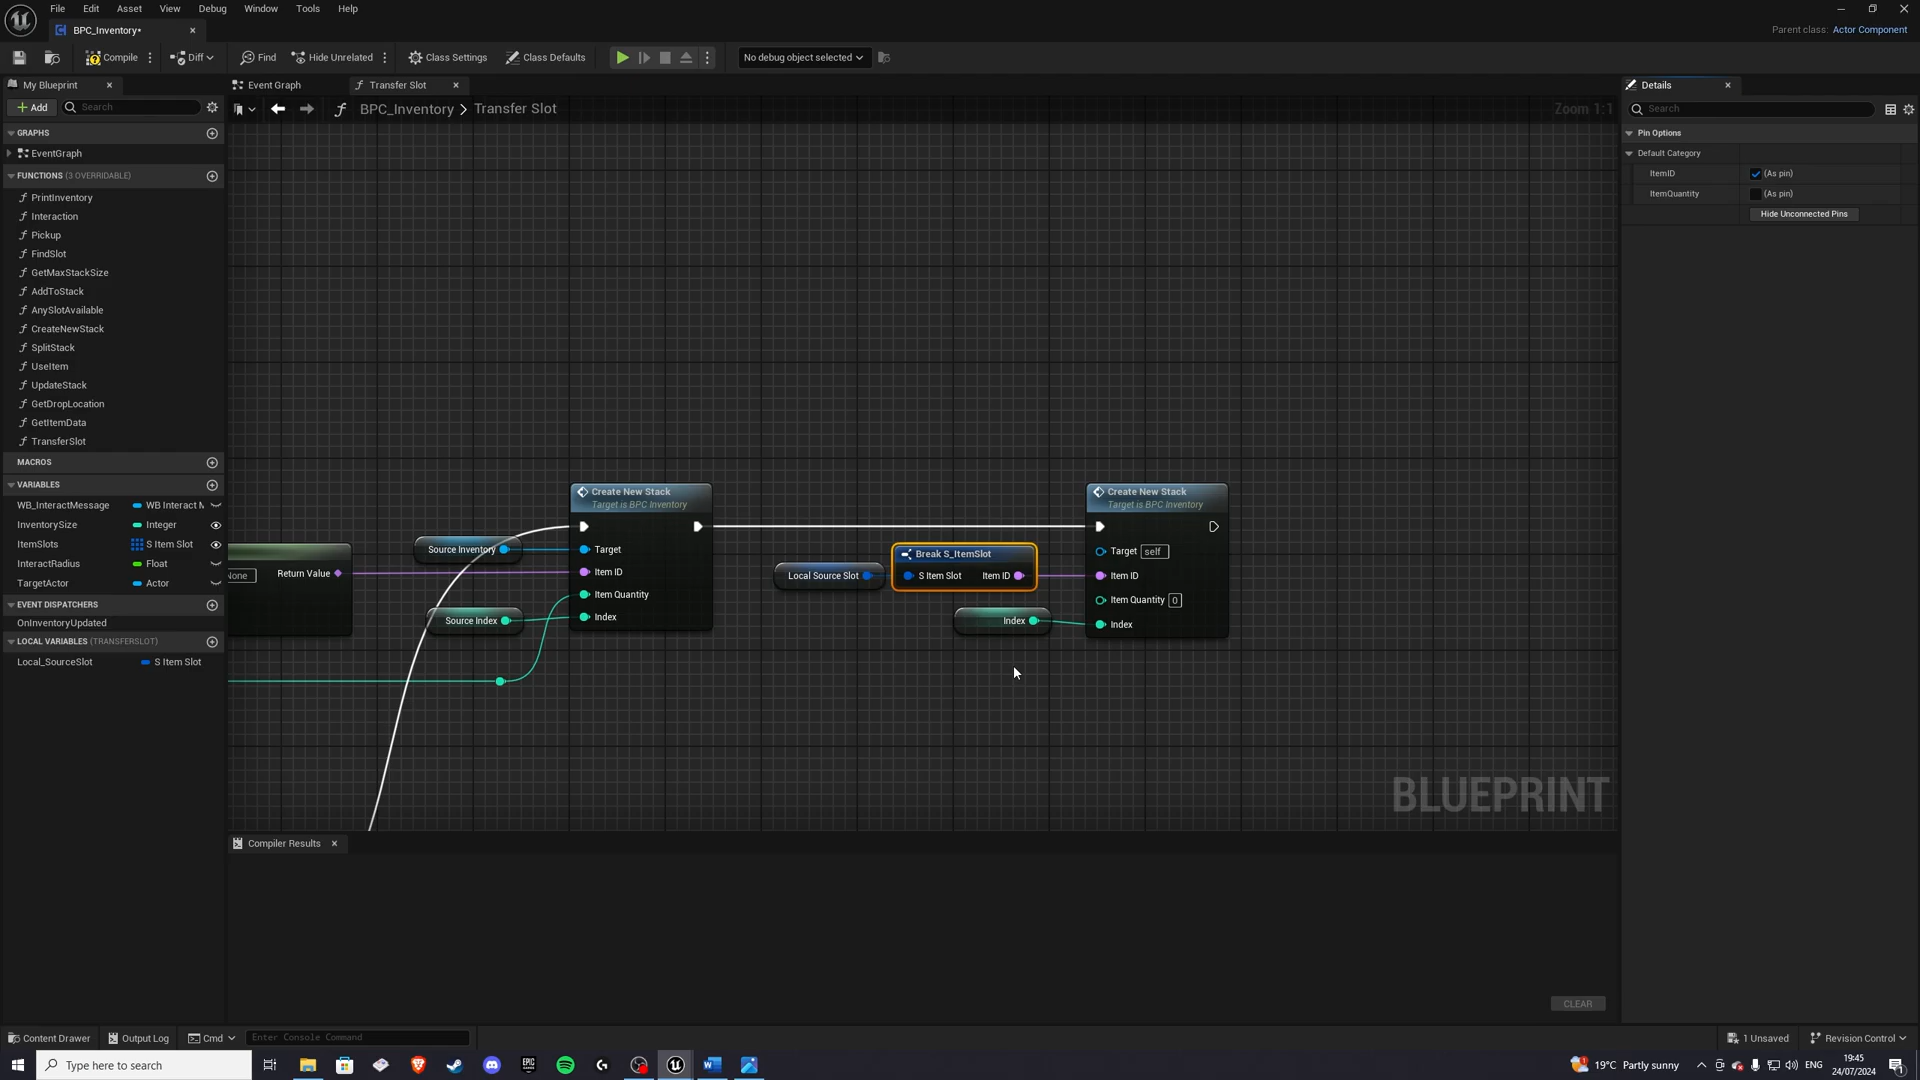 File Edit Asset View Debug Window Tools Help
BPC_Inventory•
Parent class: Actor Component
Compile Diff Find Hide Unrelated Class Settings Class Defaults No debug object selected
My Blueprint
Event Graph Transfer Slot
Details
Add Search
BPC_Inventory > Transfer Slot
Zoom 1:1
Search
GRAPHS
EventGraph
FUNCTIONS (3 OVERRIDABLE)
PrintInventory
Interaction
Pickup
FindSlot
GetMaxStackSize
AddToStack
AnySlotAvailable
CreateNewStack
SplitStack
UseItem
UpdateStack
GetDropLocation
GetItemData
TransferSlot
MACROS
VARIABLES
WB_InteractMessage WB Interact M
InventorySize Integer
ItemSlots S Item Slot
InteractRadius Float
TargetActor Actor
EVENT DISPATCHERS
OnInventoryUpdated
LOCAL VARIABLES (TRANSFERSLOT)
Local_SourceSlot S Item Slot
Pin Options
Default Category
ItemID (As pin)
ItemQuantity (As pin)
Hide Unconnected Pins
None Return Value
Source Inventory
Source Index
Create New Stack
Target is BPC Inventory
Target
Item ID
Item Quantity
Index
Local Source Slot
Break S_ItemSlot
S Item Slot Item ID
Index
Create New Stack
Target is BPC Inventory
Target self
Item ID
Item Quantity 0
Index
BLUEPRINT
Compiler Results
CLEAR
Content Drawer Output Log Cmd Enter Console Command 1 Unsaved Revision Control
Type here to search
19°C Partly sunny
ENG
19:45
24/07/2024